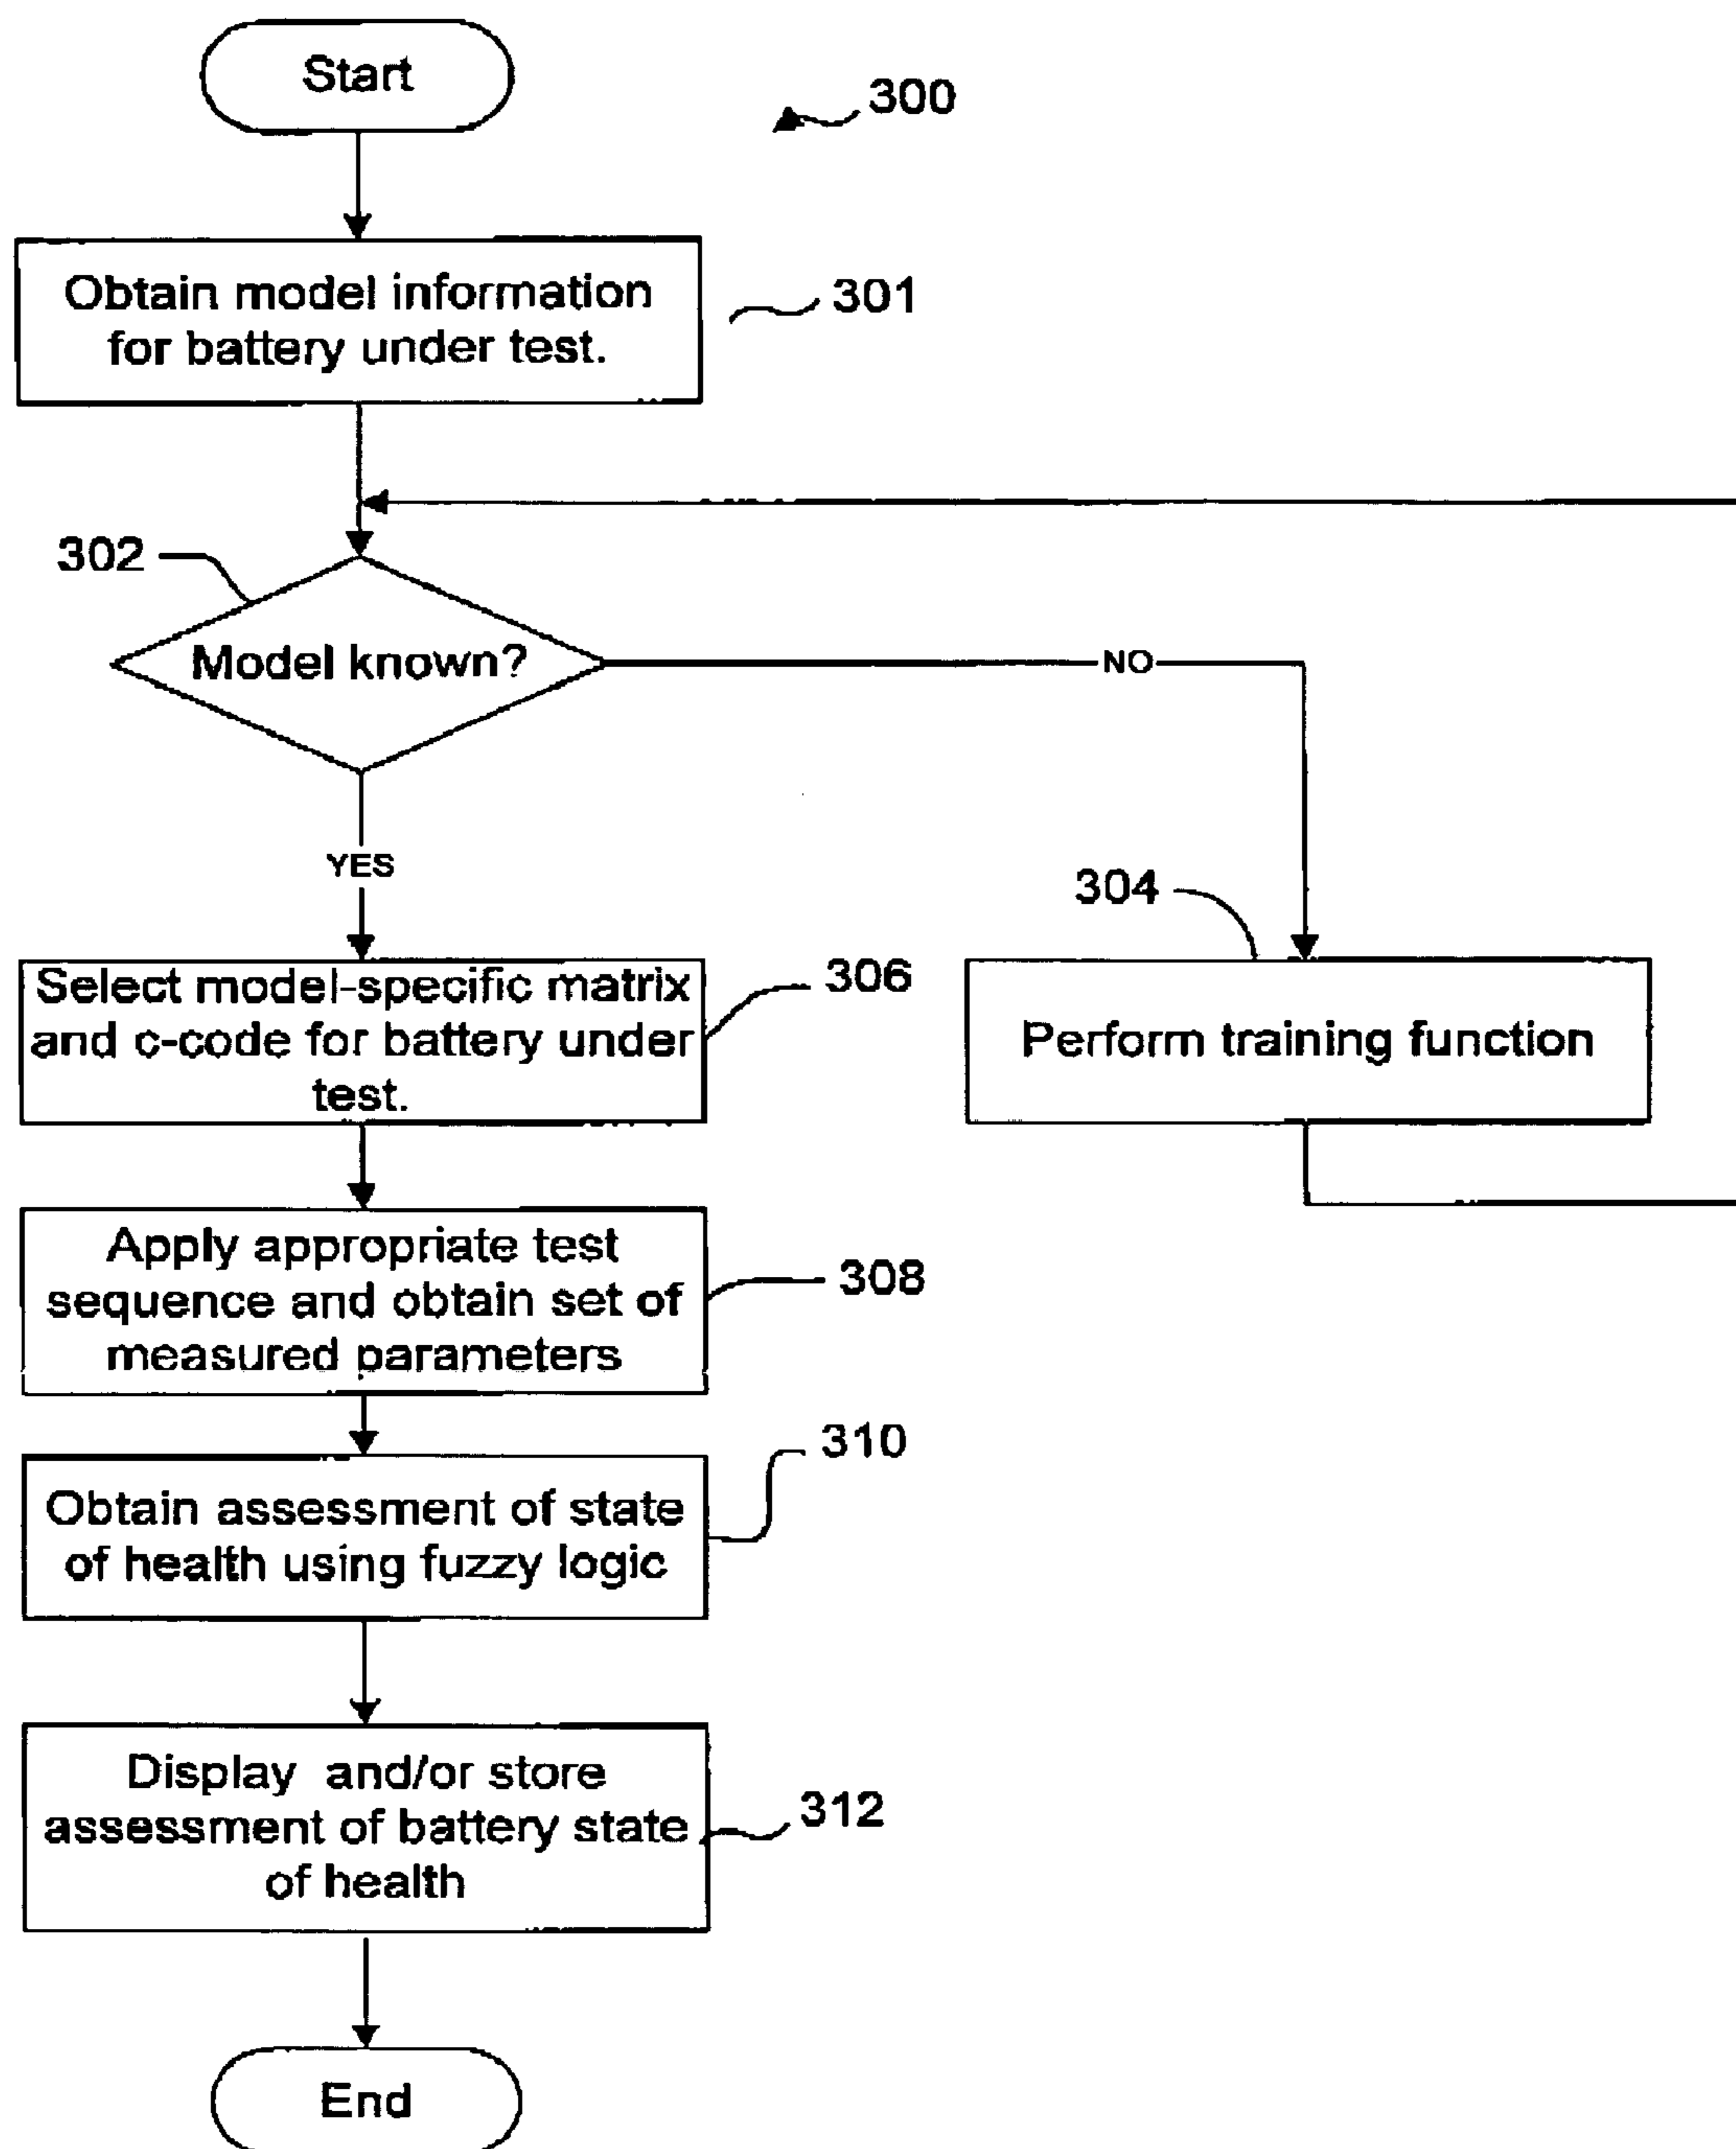 Start
300
Obtain model information
for battery under test.
301
302
Model known?
NO
YES
304
Select model-specific matrix
and c-code for battery under
test.
306
Perform training function
Apply appropriate test
sequence and obtain set of
measured parameters
308
310
Obtain assessment of state
of health using fuzzy logic
Display and/or store
assessment of battery state
of health
312
End